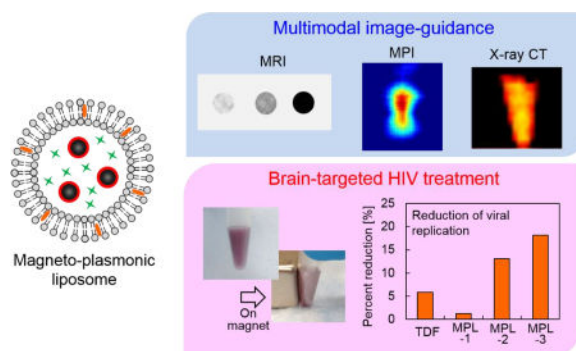 Multimodal image-guidance
MRI
MPI
X-ray CT
Magneto-plasmonic
liposome
Brain-targeted HIV treatment
On
magnet
Percent reduction [%]
25
20
15
10
5
0
Reduction of viral
replication
TDF
MPL
-1
MPL
-2
MPL
-3